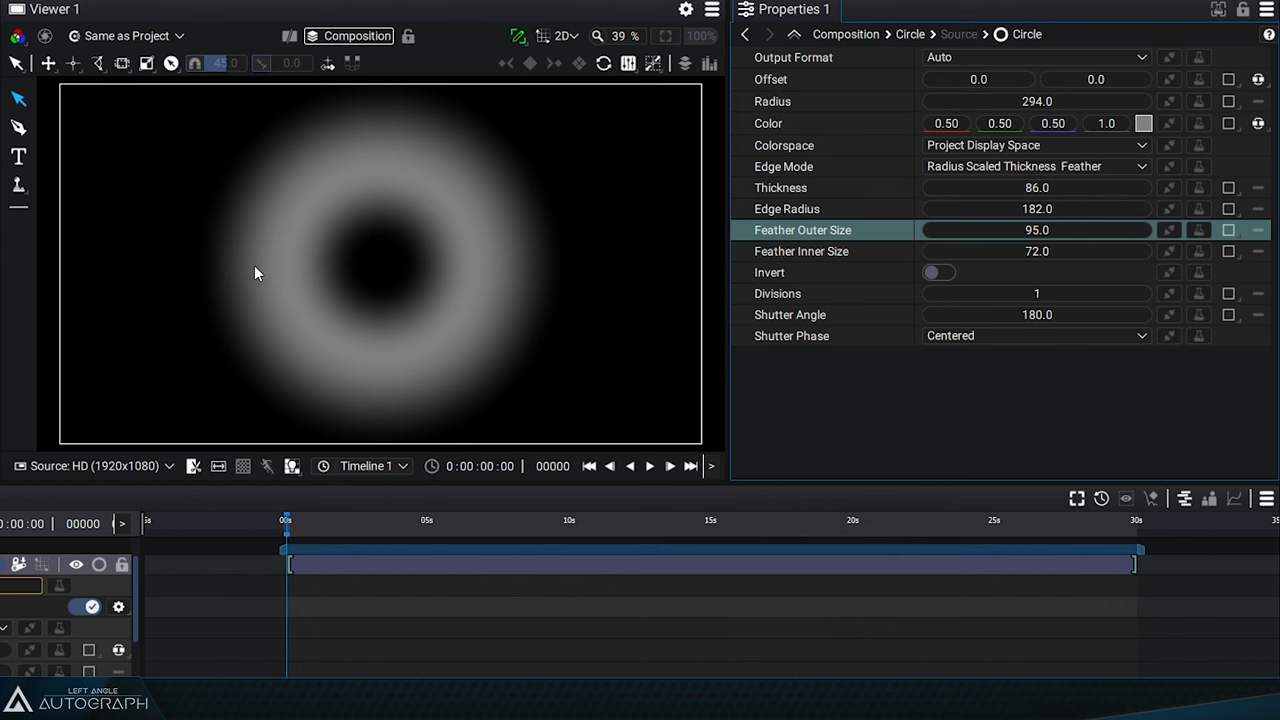 Viewer 1
Same as Project
Composition
2D
39 %
100%
45.0
0.0
Source: HD (1920x1080)
Timeline 1
0:00:00:00
00000
>
Properties 1
Composition > Circle > Source > Circle
?
Output Format Auto
Offset 0.0 0.0
Radius 294.0
Color 0.50 0.50 0.50 1.0
Colorspace Project Display Space
Edge Mode Radius Scaled Thickness Feather
Thickness 86.0
Edge Radius 182.0
Feather Outer Size 95.0
Feather Inner Size 72.0
Invert
Divisions 1
Shutter Angle 180.0
Shutter Phase Centered
0:00:00 00000 >
5s 00s 05s 10s 15s 20s 25s 30s 35
LEFT ANGLE
AUTOGRAPH